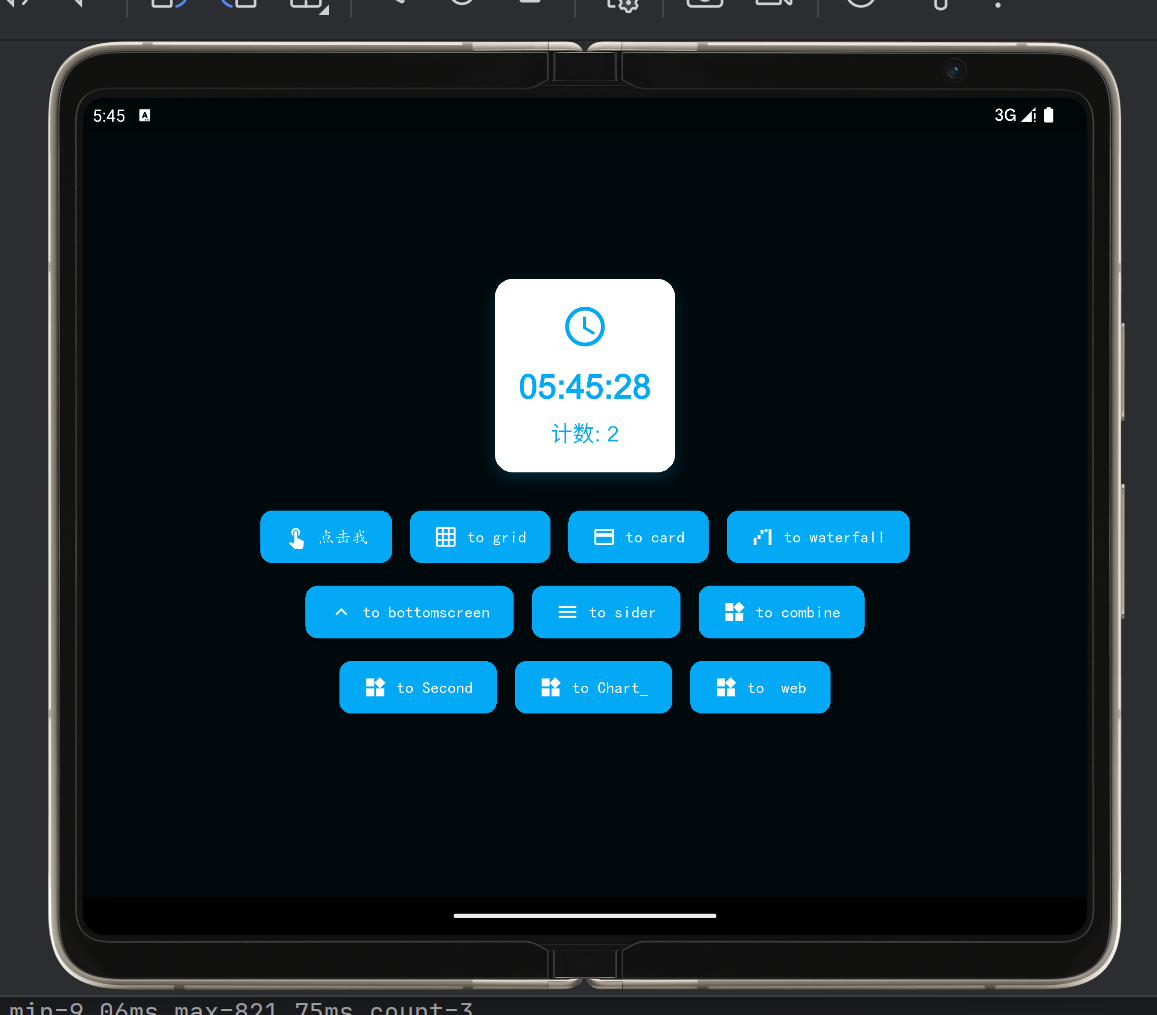 5:45 A 3G
05:45:28
计数: 2
点击我 to grid to card to waterfall
to bottomscreen to sider to combine
to Second to Chart_ to web
min=9.06ms max=821.75ms count=3